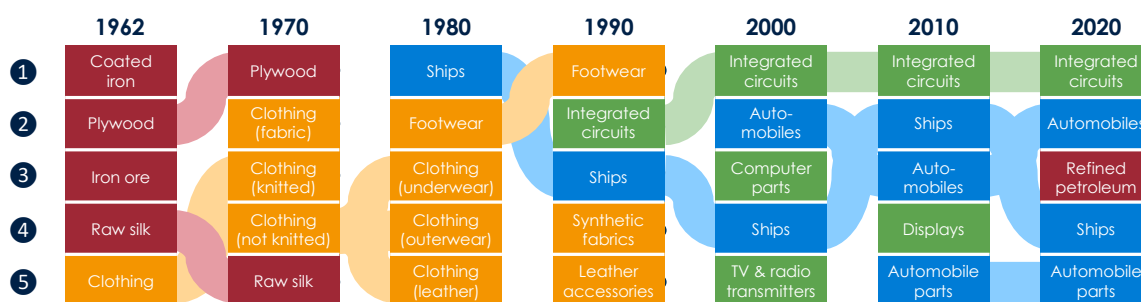 1962 1970 1980 1990 2000 2010 2020
1
Coated
iron
Plywood
Ships
Footwear
Integrated
circuits
Integrated
circuits
Integrated
circuits
2
Plywood
Clothing
(fabric)
Footwear
Integrated
circuits
Auto-
mobiles
Ships
Automobiles
3
Iron ore
Clothing
(knitted)
Clothing
(underwear)
Ships
Computer
parts
Auto-
mobiles
Refined
petroleum
4
Raw silk
Clothing
(not knitted)
Clothing
(outerwear)
Synthetic
fabrics
Ships
Displays
Ships
5
Clothing
Raw silk
Clothing
(leather)
Leather
accessories
TV & radio
transmitters
Automobile
parts
Automobile
parts